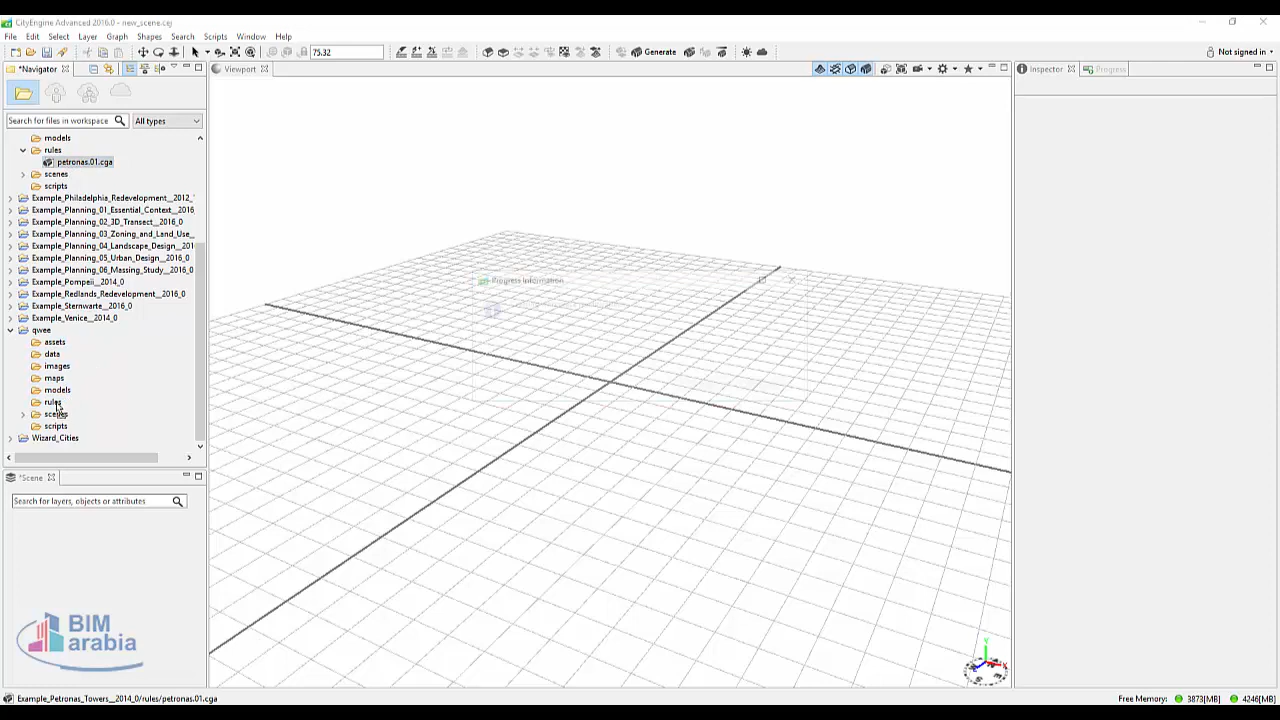 CityEngine Advanced 2016.0 - new_scene.cej
File Edit Select Layer Graph Shapes Search Scripts Window Help
75.32
Generate
Not signed in
*Navigator
Viewport
Inspector
Progress
Search for files in workspace
All types
models
rules
petronas.01.cga
scenes
scripts
Example_Philadelphia_Redevelopment__2012_
Example_Planning_01_Essential_Context__2016
Example_Planning_02_3D_Transect__2016_0
Example_Planning_03_Zoning_and_Land_Use_
Example_Planning_04_Landscape_Design__201
Example_Planning_05_Urban_Design__2016_0
Example_Planning_06_Massing_Study__2016_0
Example_Pompeii__2014_0
Example_Redlands_Redevelopment__2016_0
Example_Sternwarte__2016_0
Example_Venice__2014_0
qwee
assets
data
images
maps
models
rules
scenes
scripts
Wizard_Cities
Progress Information
*Scene
Search for layers, objects or attributes
BIM
arabia
Y
X
Example_Petronas_Towers__2014_0/rules/petronas.01.cga
Free Memory: 3873[MB] 4246[MB]